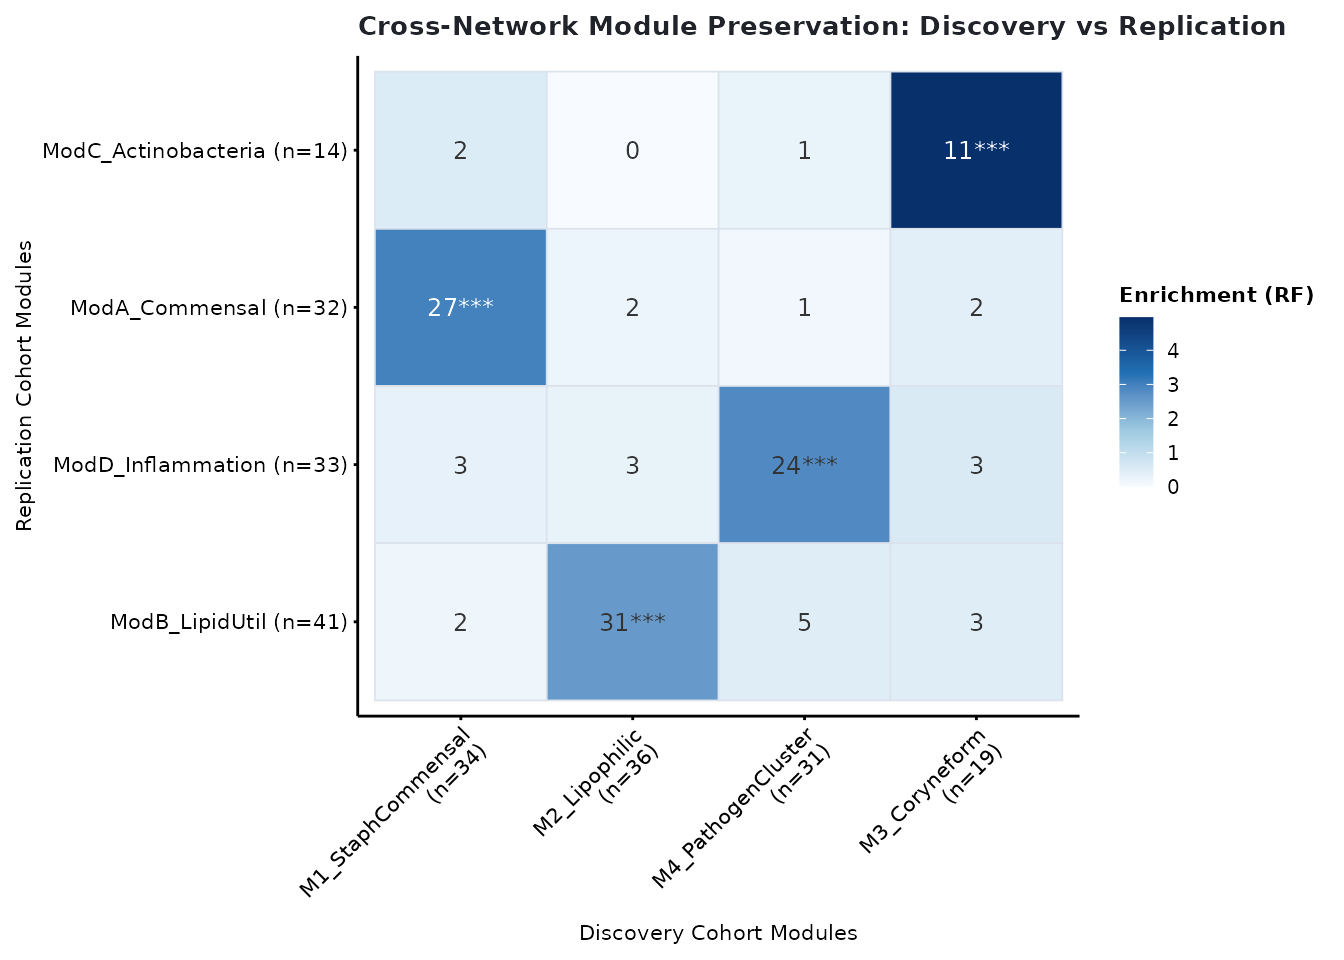 Cross-Network Module Preservation: Discovery vs Replication
Replication Cohort Modules
ModC_Actinobacteria (n=14)
2
0
1
11***
ModA_Commensal (n=32)
27***
2
1
2
ModD_Inflammation (n=33)
3
3
24***
3
ModB_LipidUtil (n=41)
2
31***
5
3
M1_StaphCommensal
(n=34)
M2_Lipophilic
(n=36)
M4_PathogenCluster
(n=31)
M3_Coryneform
(n=19)
Discovery Cohort Modules
Enrichment (RF)
4
3
2
1
0